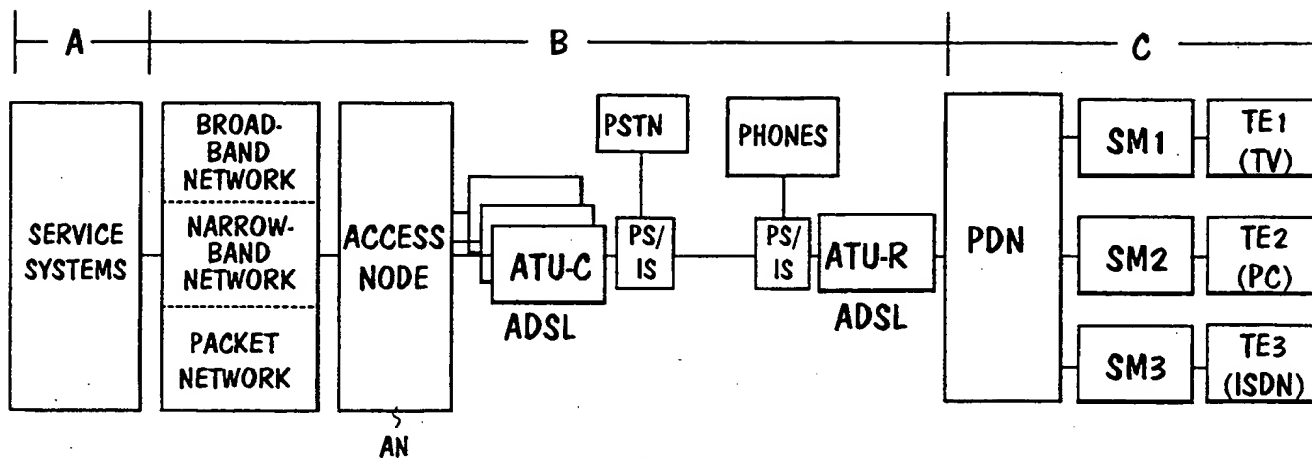 A
B
C
SERVICE
SYSTEMS
BROAD-
BAND
NETWORK
NARROW-
BAND
NETWORK
PACKET
NETWORK
ACCESS
NODE
AN
ATU-C
ADSL
PSTN
PS/
IS
PHONES
PS/
IS
ATU-R
ADSL
PDN
SM1
TE1
(TV)
SM2
TE2
(PC)
SM3
TE3
(ISDN)